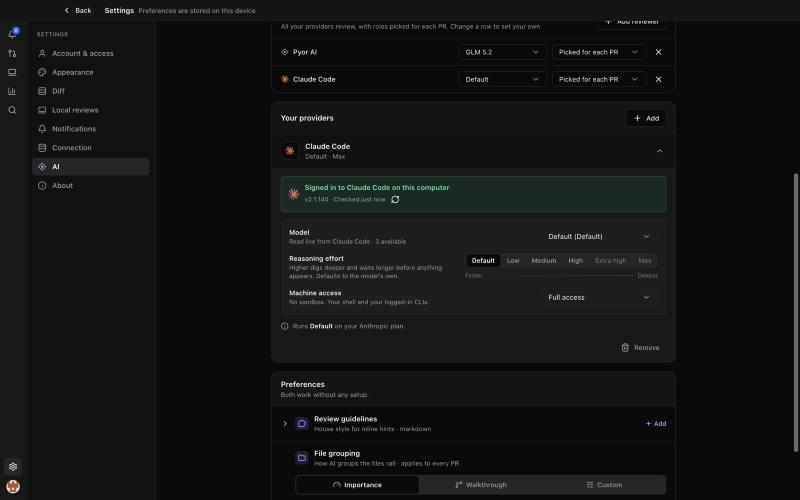 Back
Settings
Preferences are stored on this device
8
SETTINGS
Account & access
Appearance
Diff
Local reviews
Notifications
Connection
AI
About
All your providers review, with roles picked for each PR. Change a row to set your own
+ Add reviewer
Pyor AI
GLM 5.2
Picked for each PR
Claude Code
Default
Picked for each PR
Your providers
+ Add
Claude Code
Default · Max
Signed in to Claude Code on this computer
v2.1.140 · Checked just now
Model
Read live from Claude Code · 3 available
Default (Default)
Reasoning effort
Higher digs deeper and waits longer before anything
appears. Defaults to the model's own.
Default Low Medium High Extra high Max
Faster Deeper
Machine access
No sandbox. Your shell and your logged-in CLIs.
Full access
Runs Default on your Anthropic plan.
Remove
Preferences
Both work without any setup.
Review guidelines
House style for inline hints · markdown
+ Add
File grouping
How AI groups the files rail · applies to every PR
Importance
Walkthrough
Custom